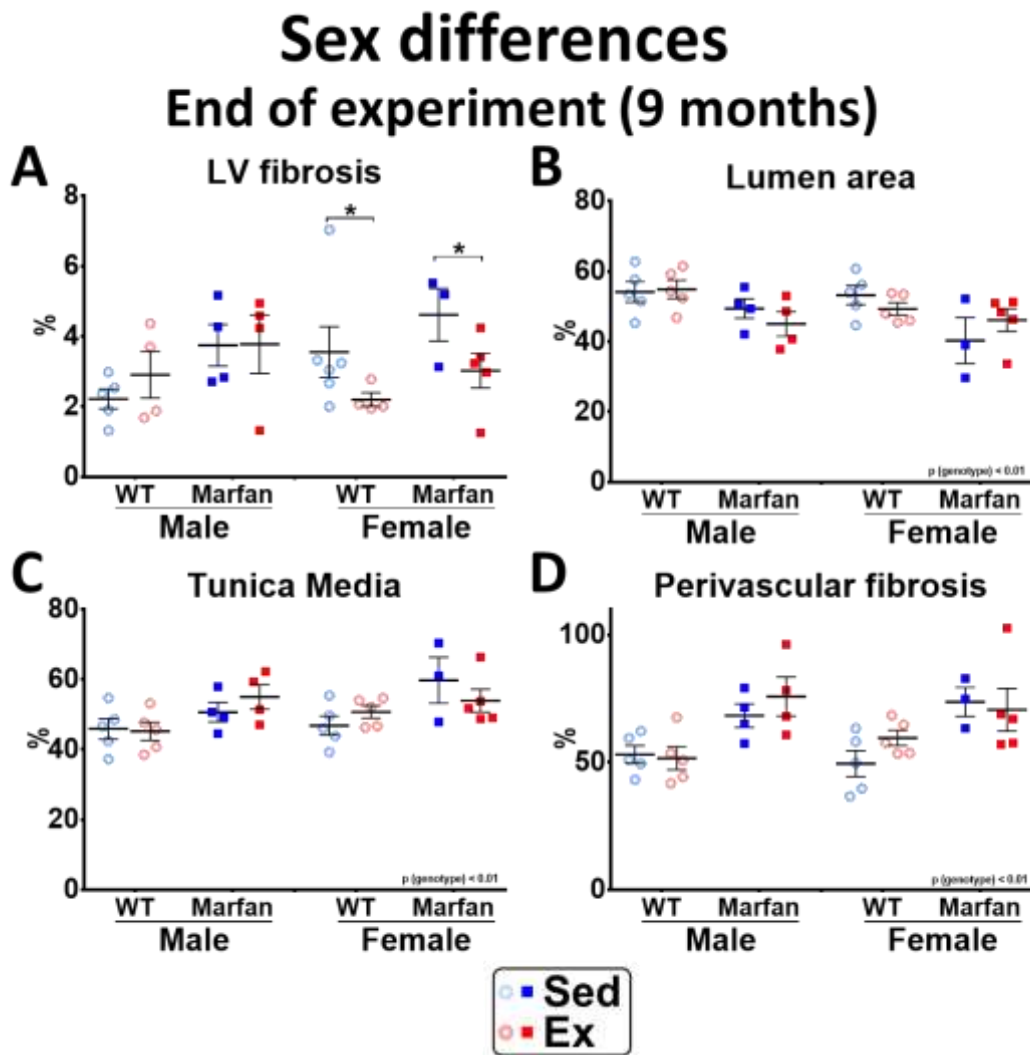 Sex differences
End of experiment (9 months)
A
LV fibrosis
8
6
4
2
0
%
*
*
WT
Marfan
WT
Marfan
Male
Female
B
Lumen area
80
60
40
20
0
%
p (genotype) < 0.01
WT
Marfan
WT
Marfan
Male
Female
C
Tunica Media
80
60
40
20
0
%
p (genotype) < 0.01
WT
Marfan
WT
Marfan
Male
Female
D
Perivascular fibrosis
100
50
0
%
p (genotype) < 0.01
WT
Marfan
WT
Marfan
Male
Female
Sed
Ex